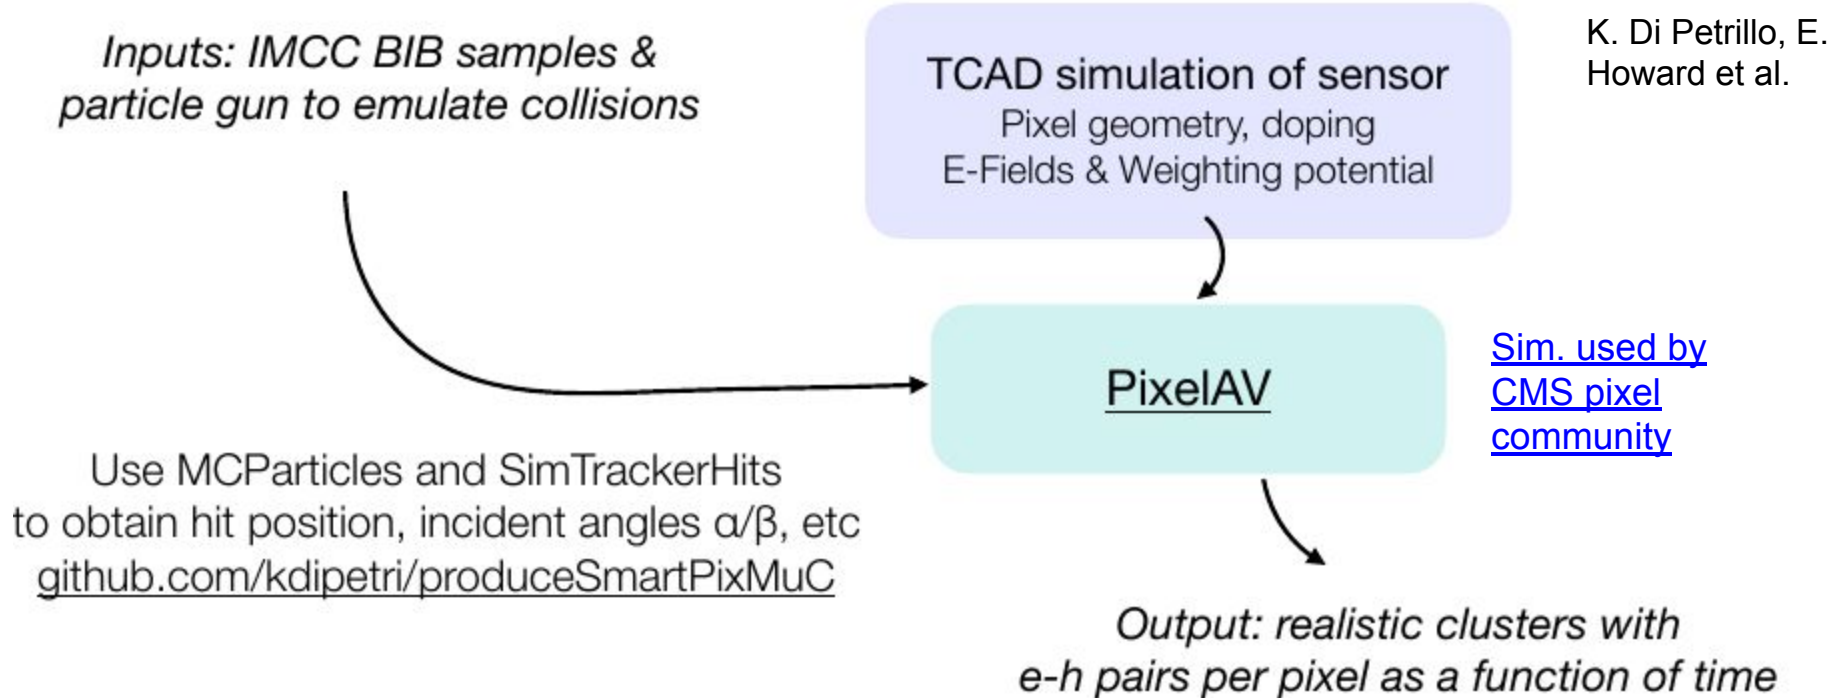 Inputs: IMCC BIB samples &
particle gun to emulate collisions
TCAD simulation of sensor
Pixel geometry, doping
E-Fields & Weighting potential
K. Di Petrillo, E.
Howard et al.
PixelAV
Sim. used by
CMS pixel
community
Use MCParticles and SimTrackerHits
to obtain hit position, incident angles α/β, etc
github.com/kdipetri/produceSmartPixMuC
Output: realistic clusters with
e-h pairs per pixel as a function of time